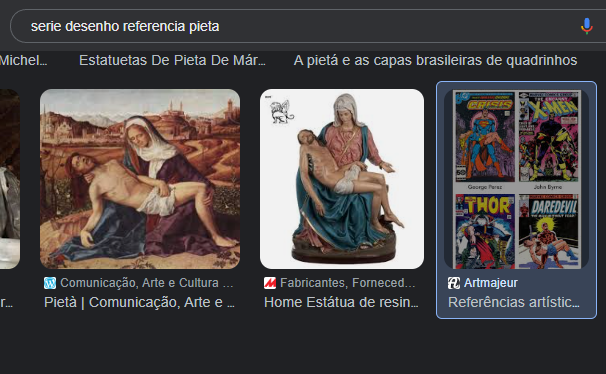 serie desenho referencia pieta
Michel...
Estatuetas De Pieta De Már...
A pietá e as capas brasileiras de quadrinhos
CRISIS
X-MEN
George Perez
John Byrne
THOR
DAREDEVIL
Comunicação, Arte e Cultura ...
Fabricantes, Forneced...
Artmajeur
r...
Pietà | Comunicação, Arte e ...
Home Estátua de resin...
Referências artístic...